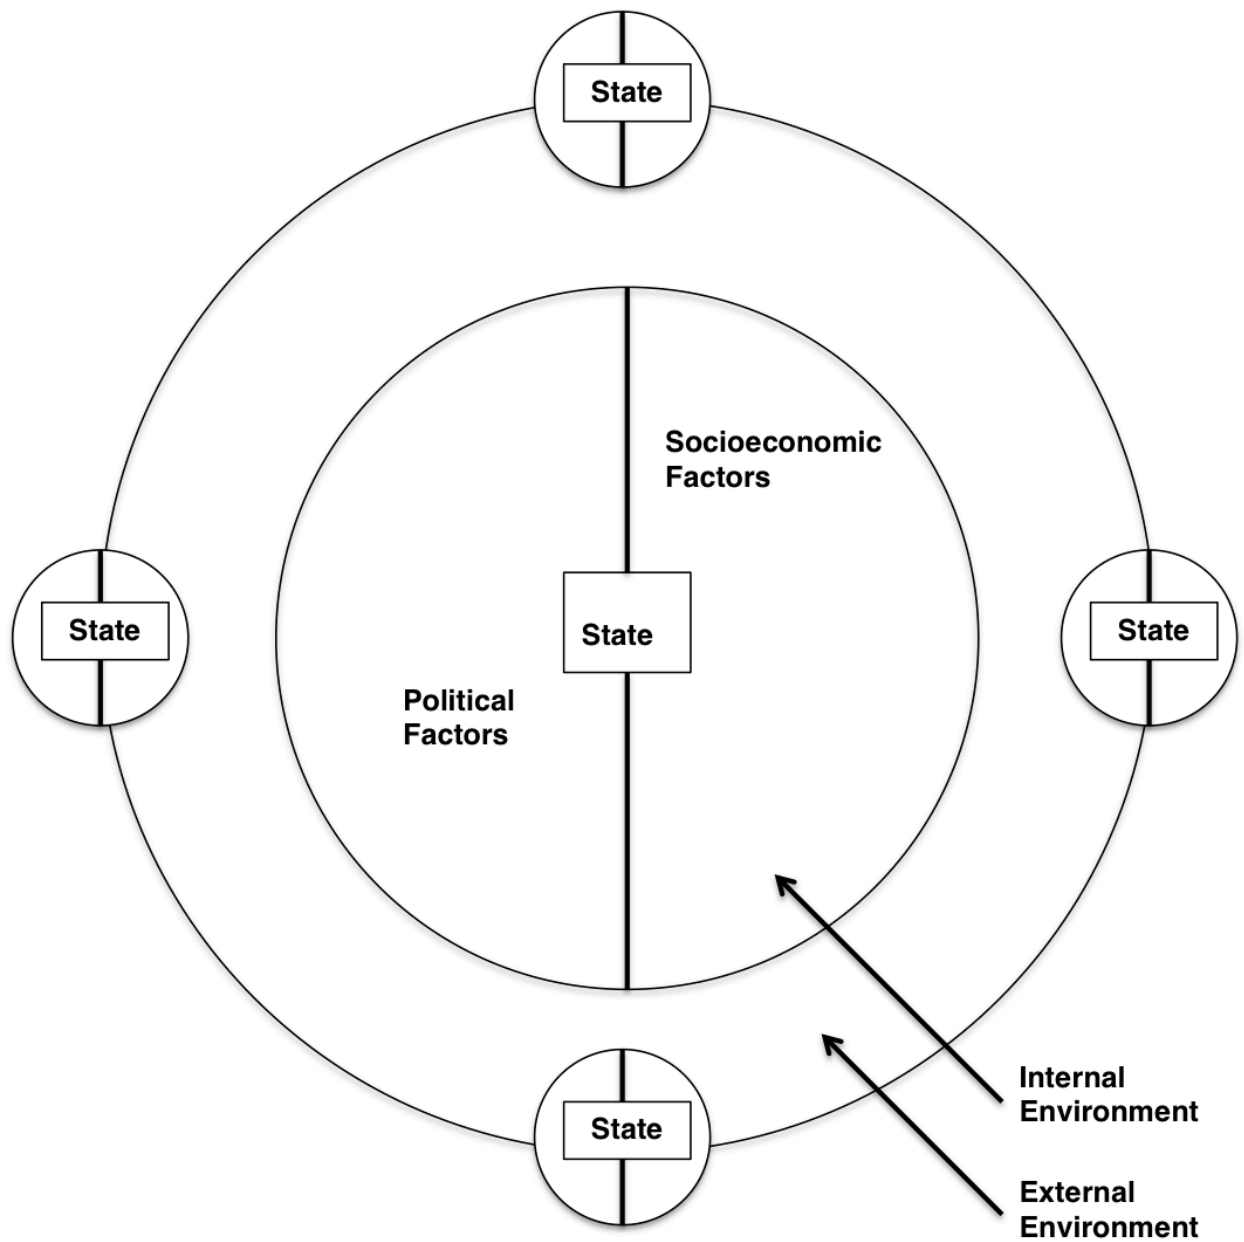 State
Socioeconomic
Factors
State
State
State
Political
Factors
Internal
Environment
State
External
Environment